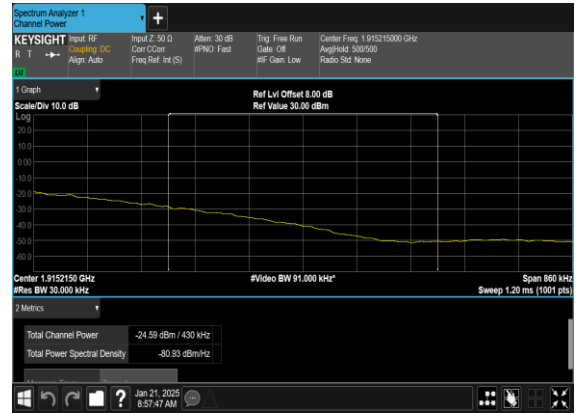 Spectrum Analyzer 1
Channel Power
KEYSIGHT Input: RF Input Z: 50 Ω Atten: 30 dB Trig: Free Run Center Freq: 1.915215000 GHz
R T Coupling: DC Corr CCorr #PNO: Fast Gate: Off Avg|Hold: 500/500
Align: Auto Freq Ref: Int (S) #IF Gain: Low Radio Std: None
1 Graph
Ref Lvl Offset 8.00 dB
Scale/Div 10.0 dB Ref Value 30.00 dBm
Log
20.0
10.0
0.00
-10.0
-20.0
-30.0
-40.0
-50.0
-60.0
Center 1.9152150 GHz #Video BW 91.000 kHz* Span 860 kHz
#Res BW 30.000 kHz Sweep 1.20 ms (1001 pts)
2 Metrics
Total Channel Power -24.59 dBm / 430 kHz
Total Power Spectral Density -80.93 dBm/Hz
Jan 21, 2025
8:57:47 AM